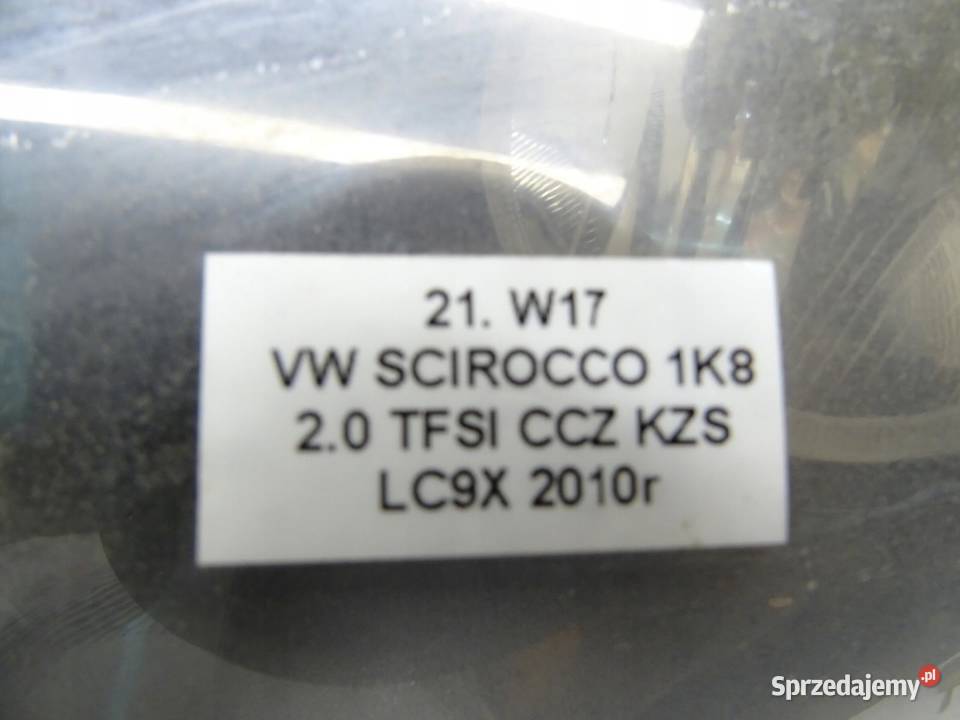 21. W17
VW SCIROCCO 1K8
2.0 TFSI CCZ KZS
LC9X 2010r
Sprzedajemy.pl